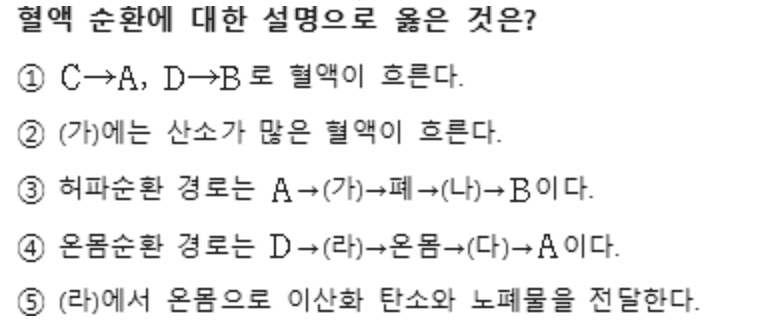 혈액 순환에 대한 설명으로 옳은 것은?
① C→A, D→B로 혈액이 흐른다.
② (가)에는 산소가 많은 혈액이 흐른다.
③ 허파순환 경로는 A→(가)→폐→(나)→B이다.
④ 온몸순환 경로는 D→(라)→온몸→(다)→A이다.
⑤ (라)에서 온몸으로 이산화 탄소와 노폐물을 전달한다.